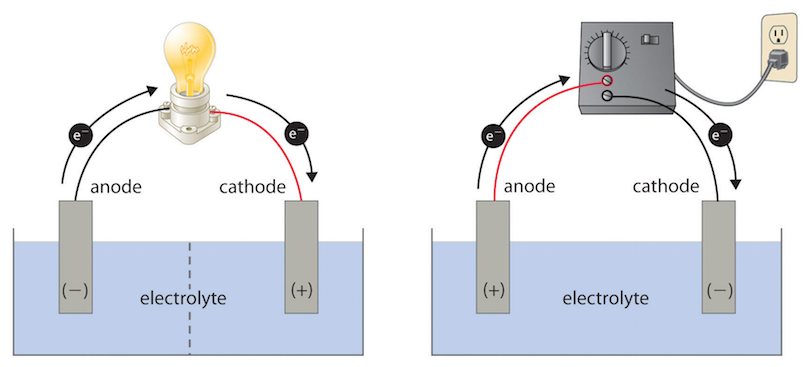 e⁻
e⁻
anode
cathode
(−)
electrolyte
(+)
e⁻
e⁻
anode
cathode
(+)
electrolyte
(−)